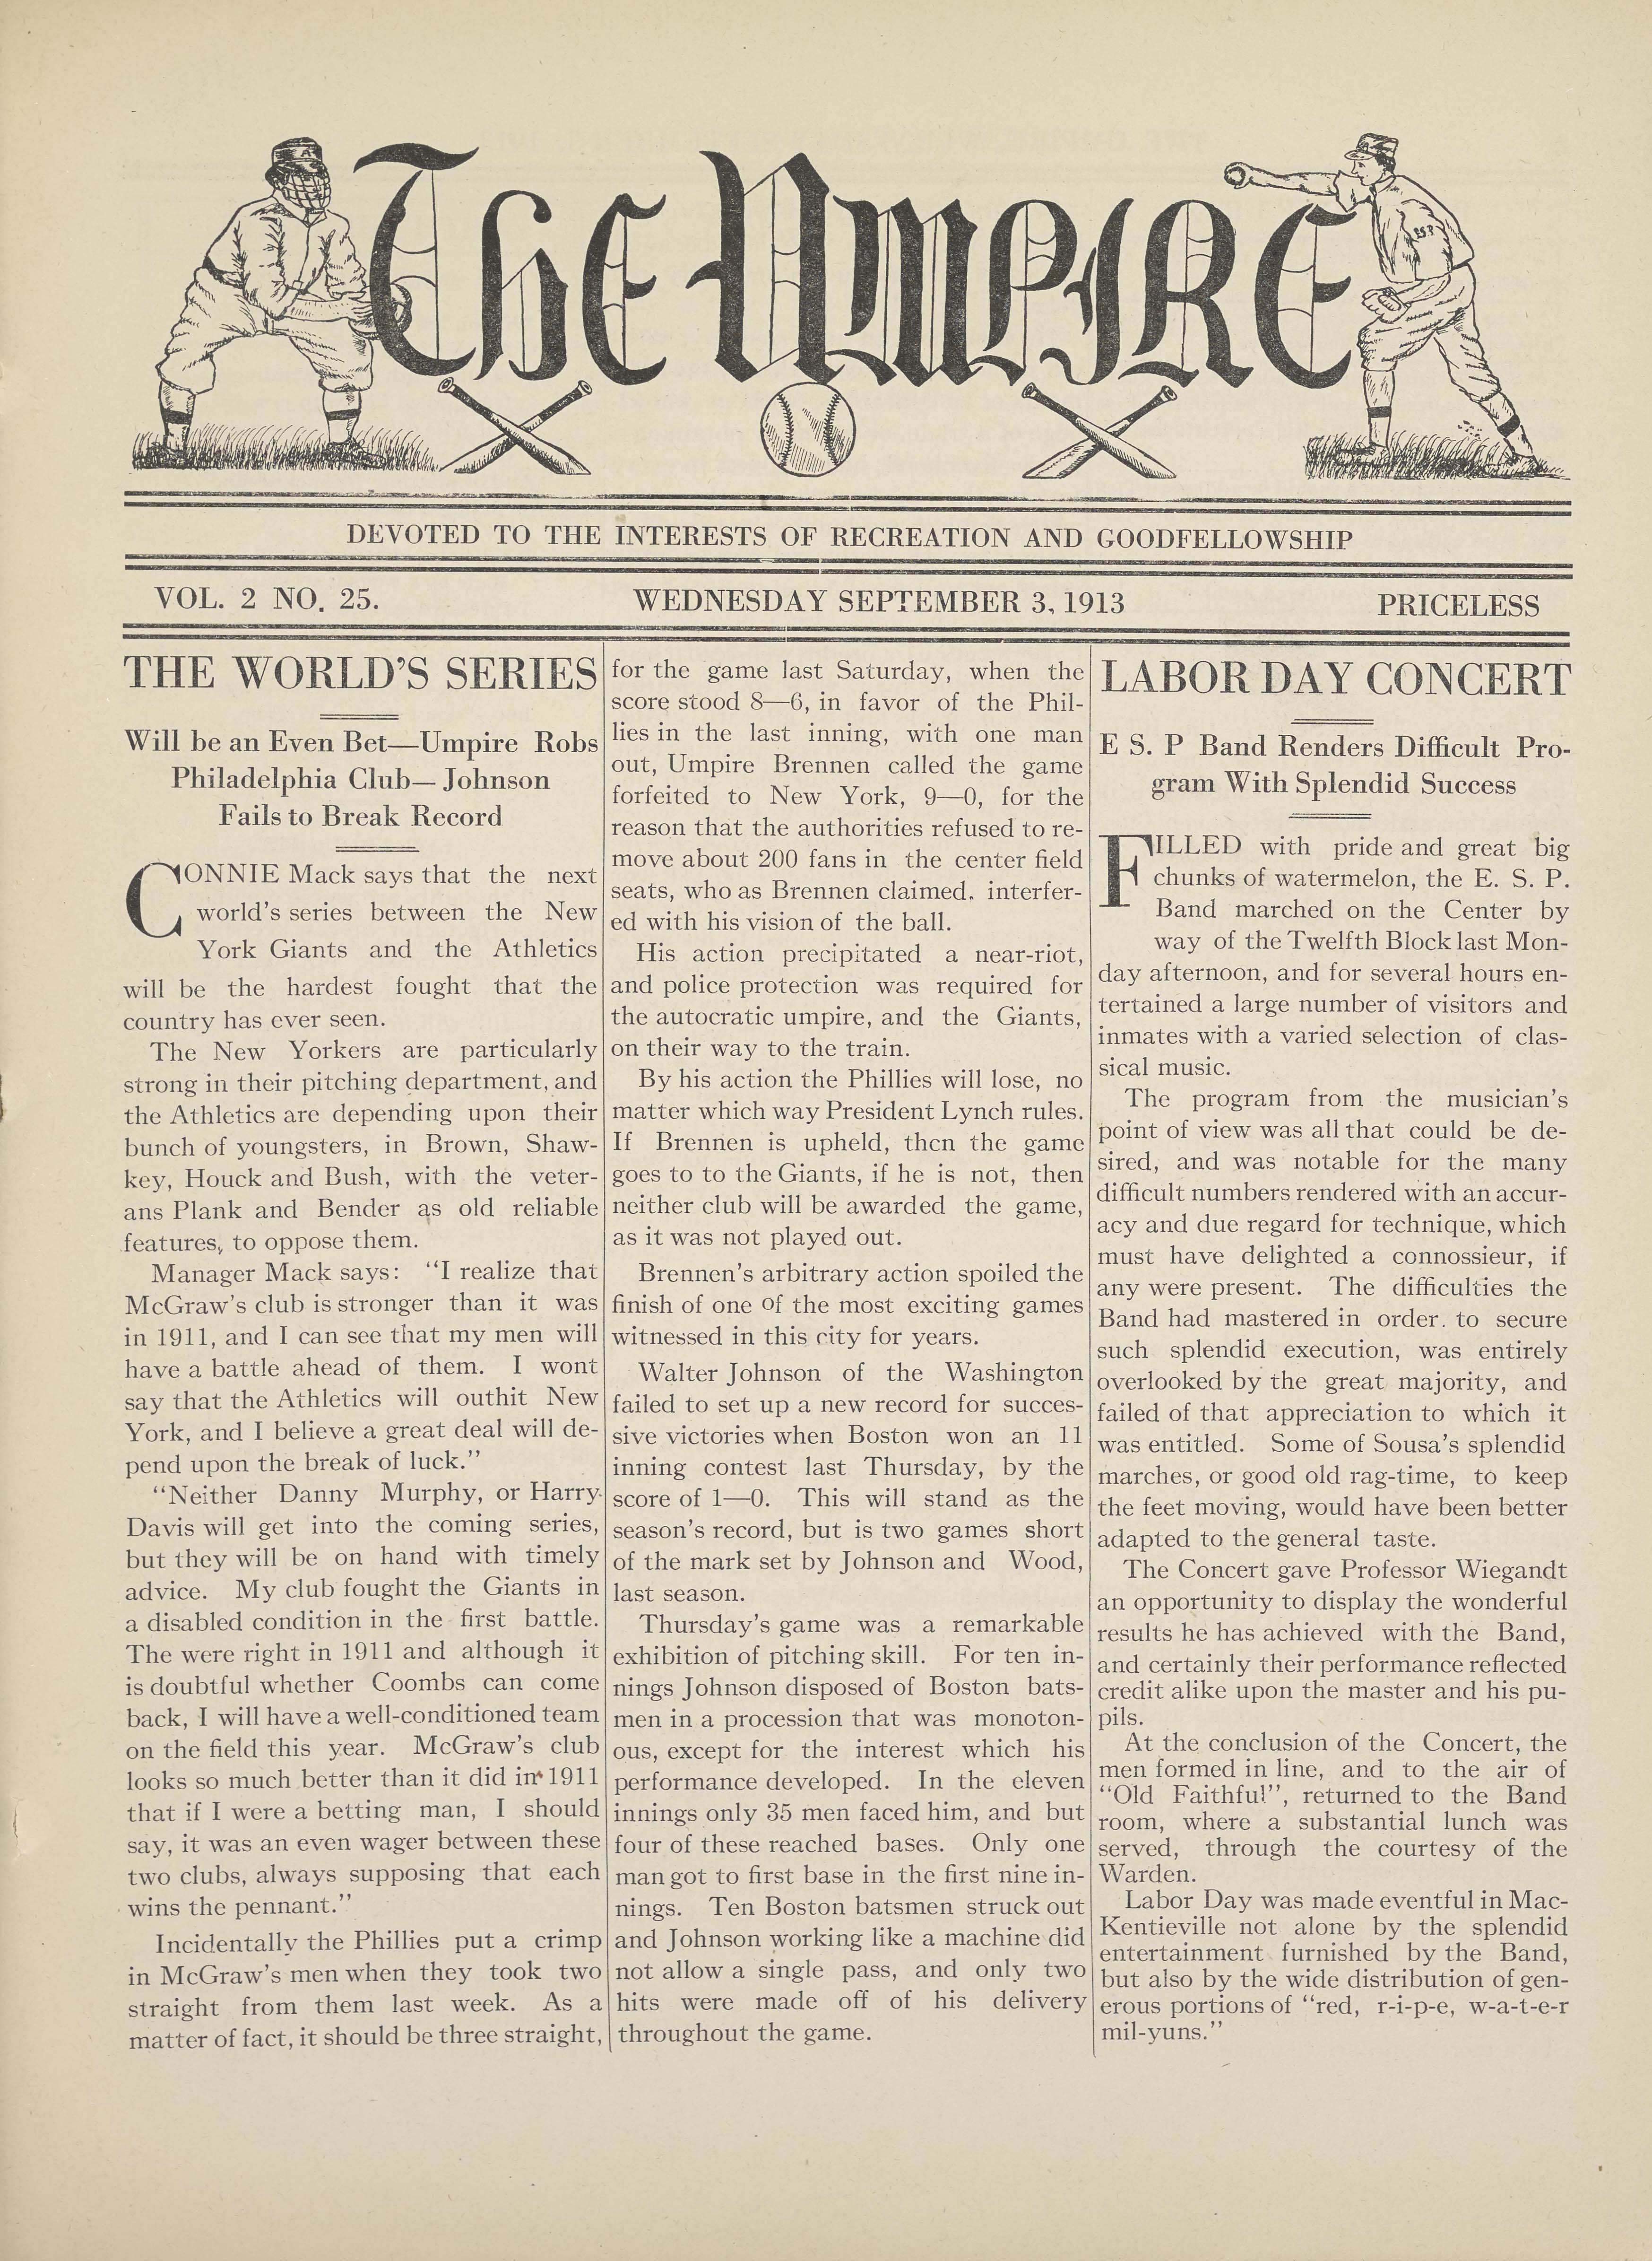 The Umpire
DEVOTED TO THE INTERESTS OF RECREATION AND GOODFELLOWSHIP
VOL. 2 NO. 25.
WEDNESDAY SEPTEMBER 3, 1913
PRICELESS
THE WORLD'S SERIES
Will be an Even Bet—Umpire Robs
Philadelphia Club—Johnson
Fails to Break Record
CONNIE Mack says that the next
world's series between the New
York Giants and the Athletics
will be the hardest fought that the
country has ever seen.
The New Yorkers are particularly
strong in their pitching department, and
the Athletics are depending upon their
bunch of youngsters, in Brown, Shaw-
key, Houck and Bush, with the veter-
ans Plank and Bender as old reliable
features, to oppose them.
Manager Mack says: "I realize that
McGraw's club is stronger than it was
in 1911, and I can see that my men will
have a battle ahead of them. I wont
say that the Athletics will outhit New
York, and I believe a great deal will de-
pend upon the break of luck."
"Neither Danny Murphy, or Harry
Davis will get into the coming series,
but they will be on hand with timely
advice. My club fought the Giants in
a disabled condition in the first battle.
The were right in 1911 and although it
is doubtful whether Coombs can come
back, I will have a well-conditioned team
on the field this year. McGraw's club
looks so much better than it did in 1911
that if I were a betting man, I should
say, it was an even wager between these
two clubs, always supposing that each
wins the pennant."
Incidentally the Phillies put a crimp
in McGraw's men when they took two
straight from them last week. As a
matter of fact, it should be three straight,
for the game last Saturday, when the
score stood 8—6, in favor of the Phil-
lies in the last inning, with one man
out, Umpire Brennen called the game
forfeited to New York, 9—0, for the
reason that the authorities refused to re-
move about 200 fans in the center field
seats, who as Brennen claimed. interfer-
ed with his vision of the ball.
His action precipitated a near-riot,
and police protection was required for
the autocratic umpire, and the Giants,
on their way to the train.
By his action the Phillies will lose, no
matter which way President Lynch rules.
If Brennen is upheld, then the game
goes to to the Giants, if he is not, then
neither club will be awarded the game,
as it was not played out.
Brennen's arbitrary action spoiled the
finish of one of the most exciting games
witnessed in this city for years.
Walter Johnson of the Washington
failed to set up a new record for succes-
sive victories when Boston won an 11
inning contest last Thursday, by the
score of 1—0. This will stand as the
season's record, but is two games short
of the mark set by Johnson and Wood,
last season.
Thursday's game was a remarkable
exhibition of pitching skill. For ten in-
nings Johnson disposed of Boston bats-
men in a procession that was monoton-
ous, except for the interest which his
performance developed. In the eleven
innings only 35 men faced him, and but
four of these reached bases. Only one
man got to first base in the first nine in-
nings. Ten Boston batsmen struck out
and Johnson working like a machine did
not allow a single pass, and only two
hits were made off of his delivery
throughout the game.
LABOR DAY CONCERT
E S. P Band Renders Difficult Pro-
gram With Splendid Success
FILLED with pride and great big
chunks of watermelon, the E. S. P.
Band marched on the Center by
way of the Twelfth Block last Mon-
day afternoon, and for several hours en-
tertained a large number of visitors and
inmates with a varied selection of clas-
sical music.
The program from the musician's
point of view was all that could be de-
sired, and was notable for the many
difficult numbers rendered with an accur-
acy and due regard for technique, which
must have delighted a connossieur, if
any were present. The difficulties the
Band had mastered in order. to secure
such splendid execution, was entirely
overlooked by the great majority, and
failed of that appreciation to which it
was entitled. Some of Sousa's splendid
marches, or good old rag-time, to keep
the feet moving, would have been better
adapted to the general taste.
The Concert gave Professor Wiegandt
an opportunity to display the wonderful
results he has achieved with the Band,
and certainly their performance reflected
credit alike upon the master and his pu-
pils.
At the conclusion of the Concert, the
men formed in line, and to the air of
"Old Faithful", returned to the Band
room, where a substantial lunch was
served, through the courtesy of the
Warden.
Labor Day was made eventful in Mac-
Kentieville not alone by the splendid
entertainment furnished by the Band,
but also by the wide distribution of gen-
erous portions of "red, r-i-p-e, w-a-t-e-r
mil-yuns."